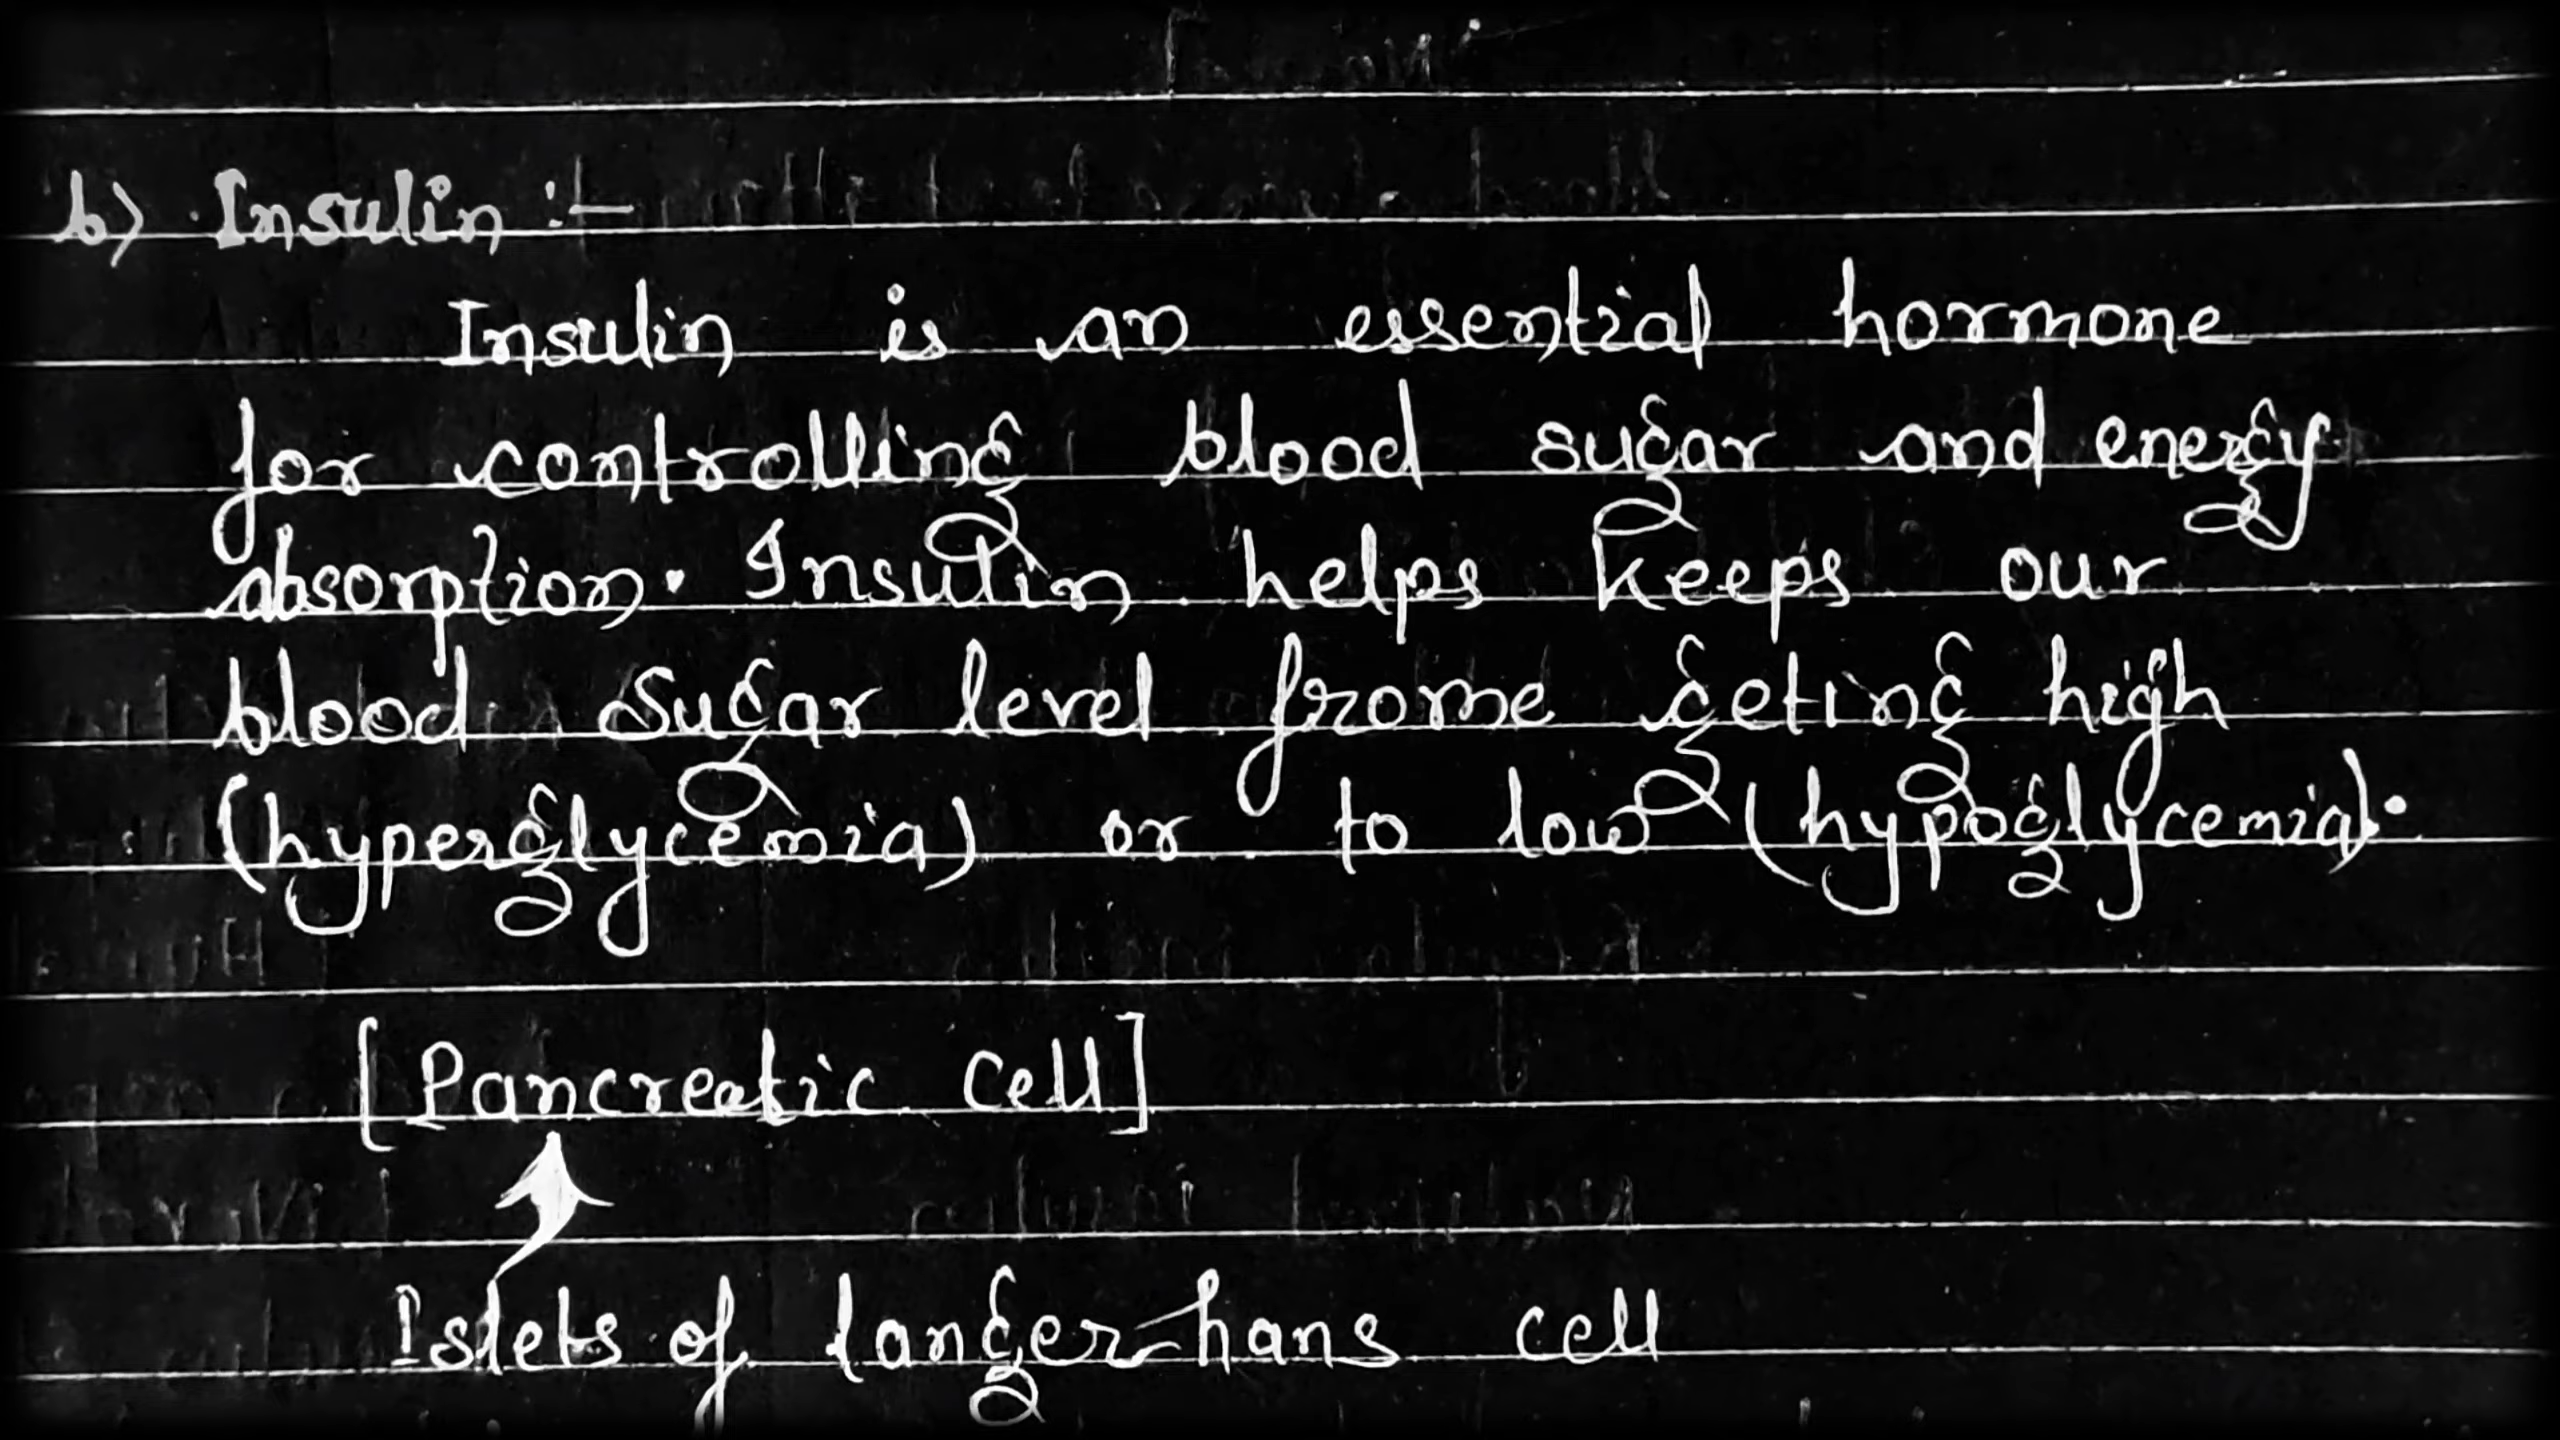 b) Insulin :-
Insulin is an essential hormone
for controlling blood sugar and energy
absorption. Insulin helps keeps our
blood Sugar level frome geting high
(hyperglycemia) or to low (hypoglycemia).
[Pancreatic Cell]
Islets of langer-hans cell